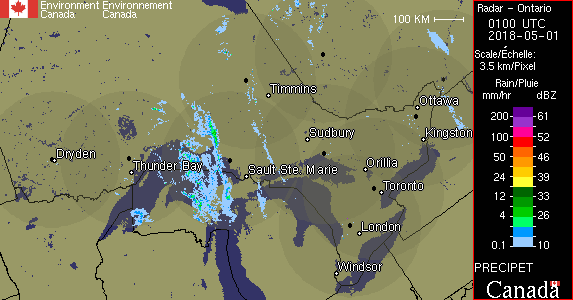 Environment Environnement
Canada Canada
100 KM
Timmins
Ottawa
Sudbury
Kingston
Dryden
Thunder Bay
Sault Ste. Marie
Orillia
Toronto
London
Windsor
Radar - Ontario
0100 UTC
2018-05-01
Scale/Échelle:
3.5 km/Pixel
Rain/Pluie
mm/hr dBZ
200 61
100 52
50 46
24 39
12 33
4 26
0.1 10
PRECIPET
Canada